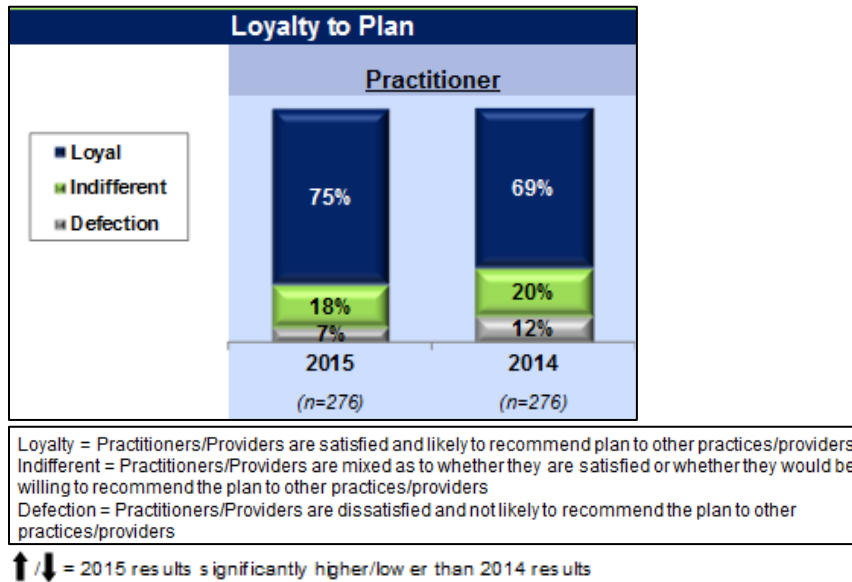 Loyalty to Plan
Practitioner
Loyal
Indifferent
Defection
75%
69%
18%
20%
7%
12%
2015
2014
(n=276)
(n=276)
Loyalty = Practitioners/Providers are satisfied and likely to recommend plan to other practices/providers
Indifferent = Practitioners/Providers are mixed as to whether they are satisfied or whether they would be
willing to recommend the plan to other practices/providers
Defection = Practitioners/Providers are dissatisfied and not likely to recommend the plan to other
practices/providers
⬆/⬇ = 2015 results significantly higher/lower than 2014 results